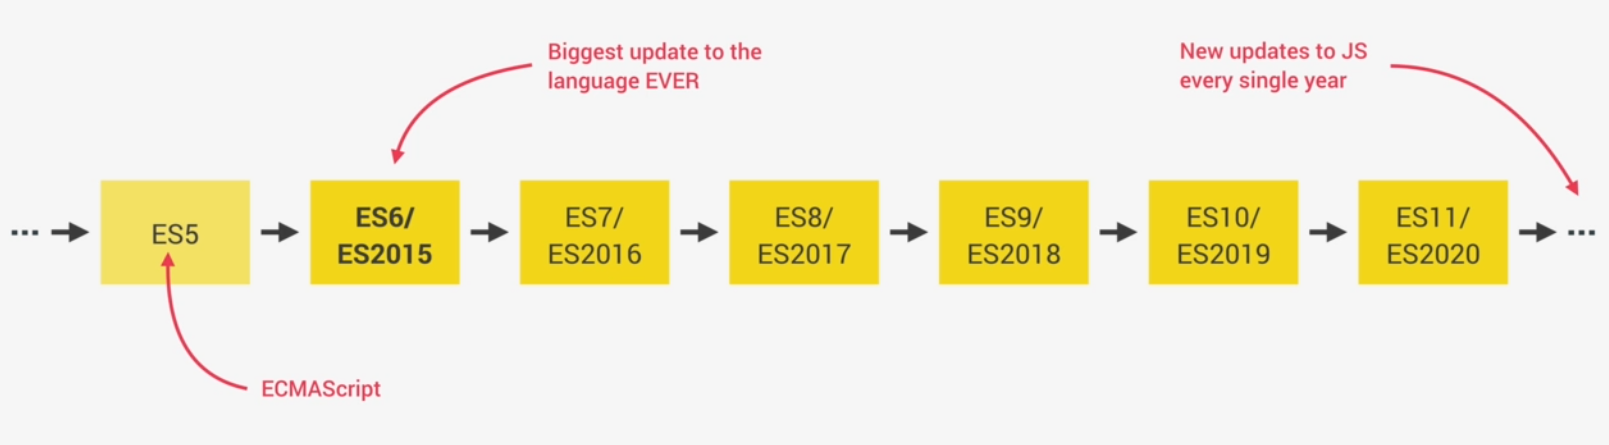 Biggest update to the
language EVER
New updates to JS
every single year
... ES5
ES6/
ES2015
ES7/
ES2016
ES8/
ES2017
ES9/
ES2018
ES10/
ES2019
ES11/
ES2020
...
ECMAScript